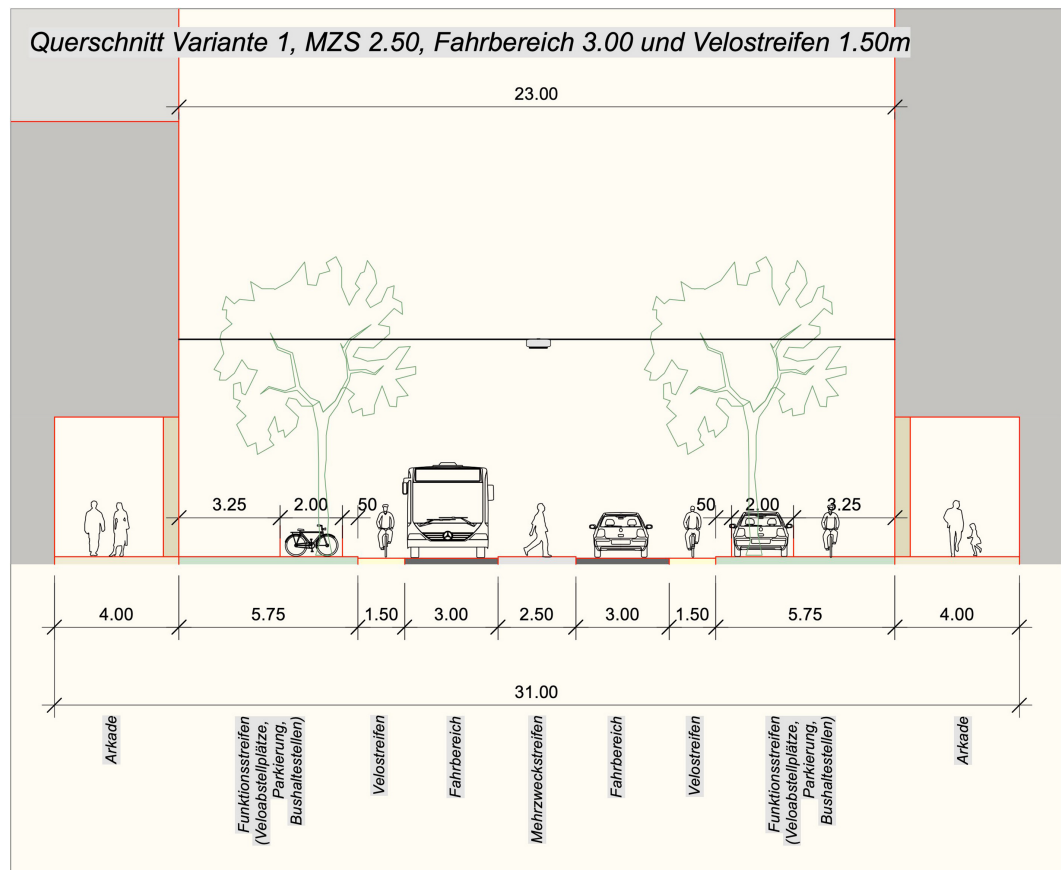 Querschnitt Variante 1, MZS 2.50, Fahrbereich 3.00 und Velostreifen 1.50m
23.00
3.25
2.00
50
50
2.00
3.25
4.00
5.75
1.50
3.00
2.50
3.00
1.50
5.75
4.00
31.00
Arkade
Funktionsstreifen
(Veloabstellplätze,
Parkierung,
Bushaltestellen)
Velostreifen
Fahrbereich
Mehrzweckstreifen
Fahrbereich
Velostreifen
Funktionsstreifen
(Veloabstellplätze,
Parkierung,
Bushaltestellen)
Arkade